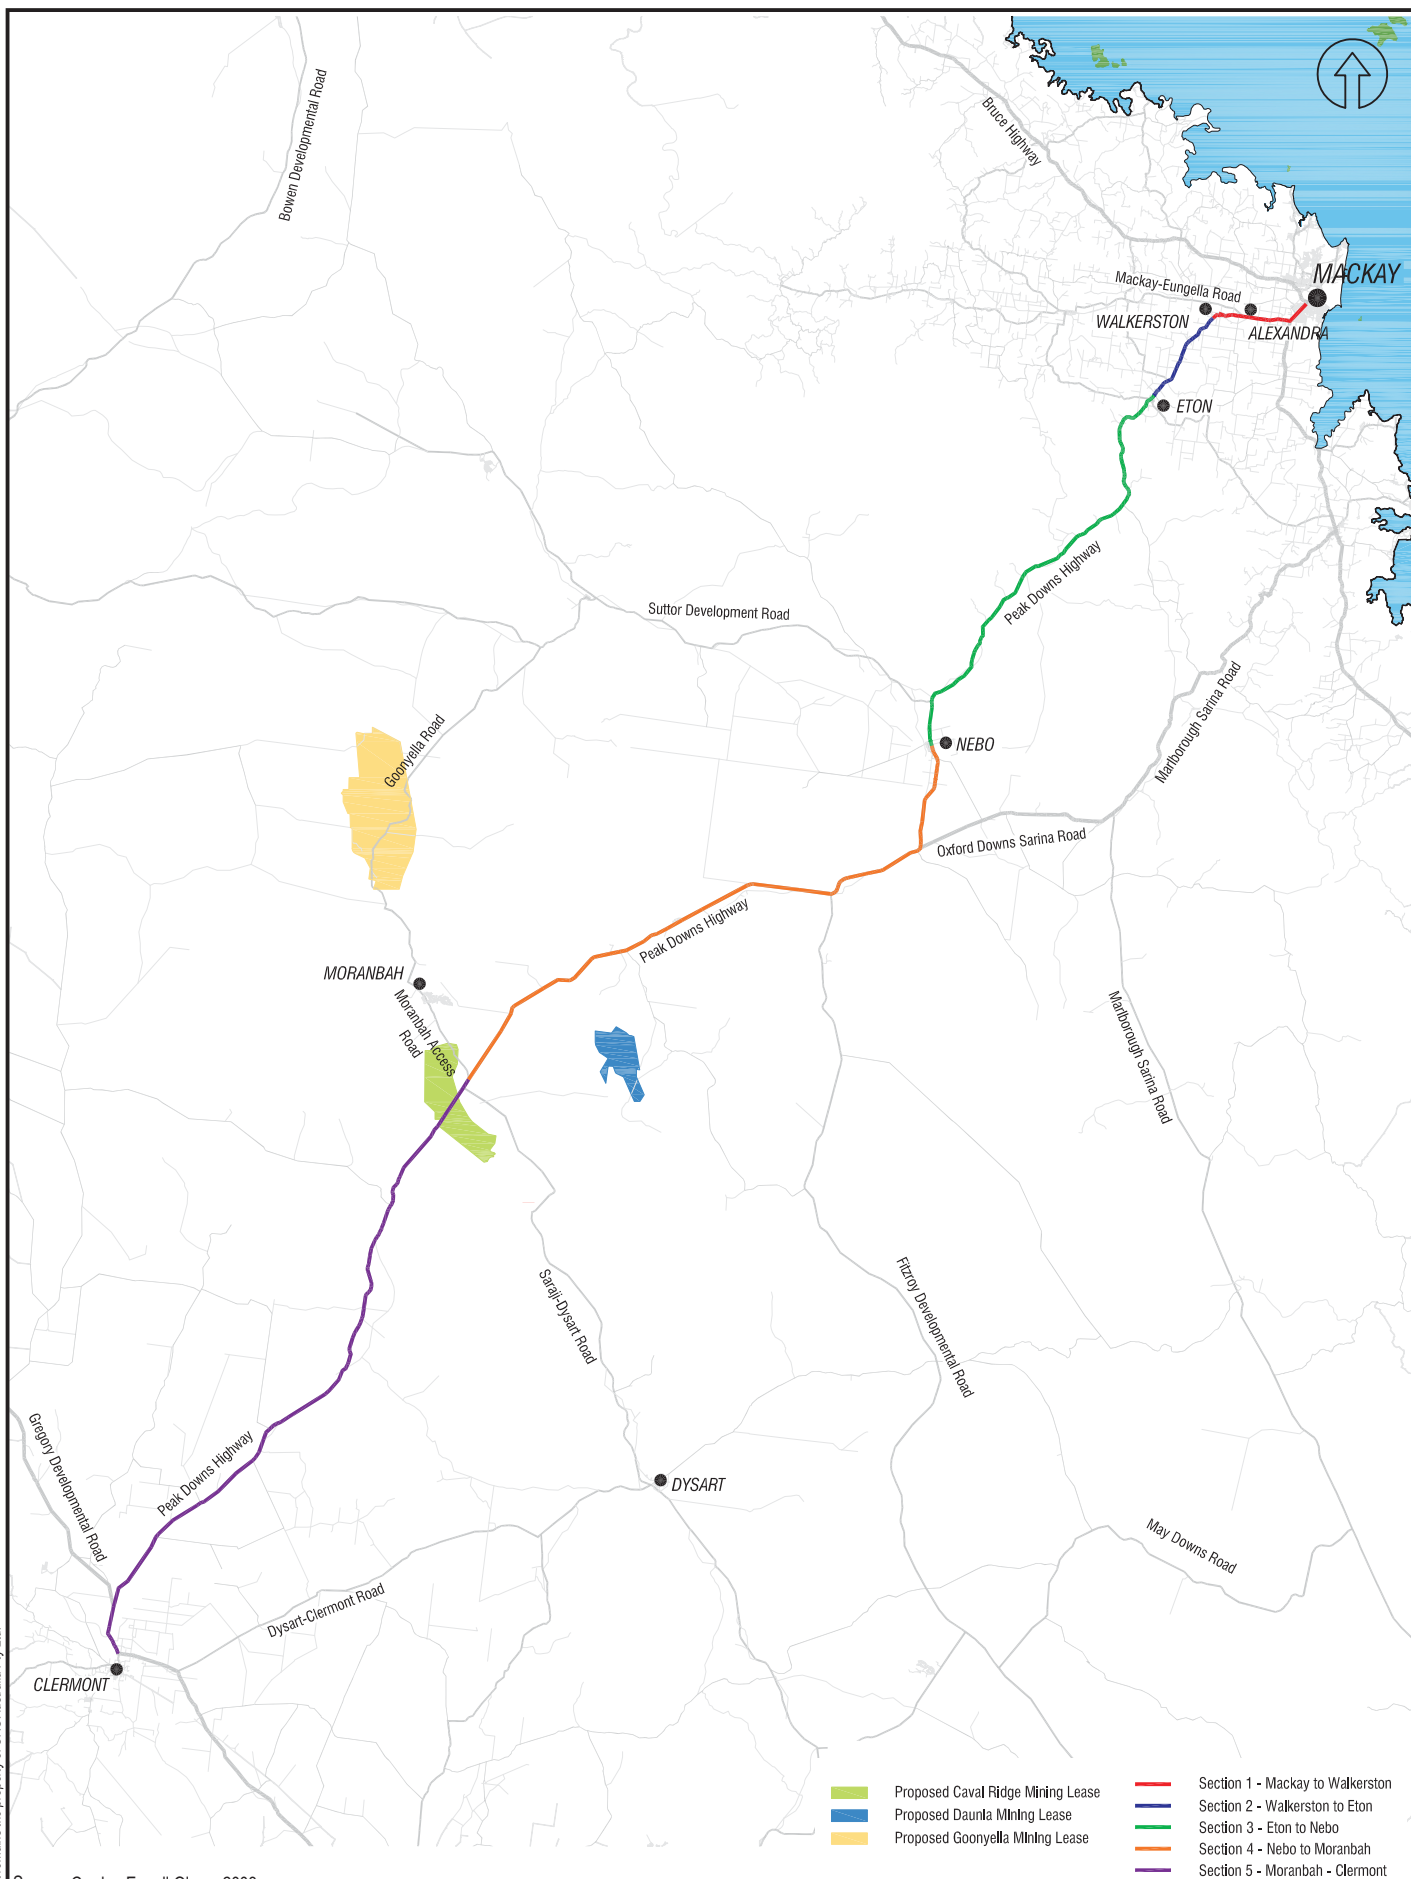 Bowen Developmental Road
Bruce Highway
MACKAY
Mackay-Eungella Road
WALKERSTON
ALEXANDRA
ETON
Peak Downs Highway
Suttor Development Road
Marlborough Sarina Road
Goonyella Road
NEBO
Oxford Downs Sarina Road
Peak Downs Highway
MORANBAH
Moranbah Access
Road
Marlborough Sarina Road
Saraji-Dysart Road
Fitzroy Developmental Road
Gregory Developmental Road
Peak Downs Highway
DYSART
May Downs Road
Dysart-Clermont Road
CLERMONT
Proposed Caval Ridge Mining Lease
Proposed Daunia Mining Lease
Proposed Goonyella Mining Lease
Section 1 - Mackay to Walkerston
Section 2 - Walkerston to Eton
Section 3 - Eton to Nebo
Section 4 - Nebo to Moranbah
Section 5 - Moranbah - Clermont